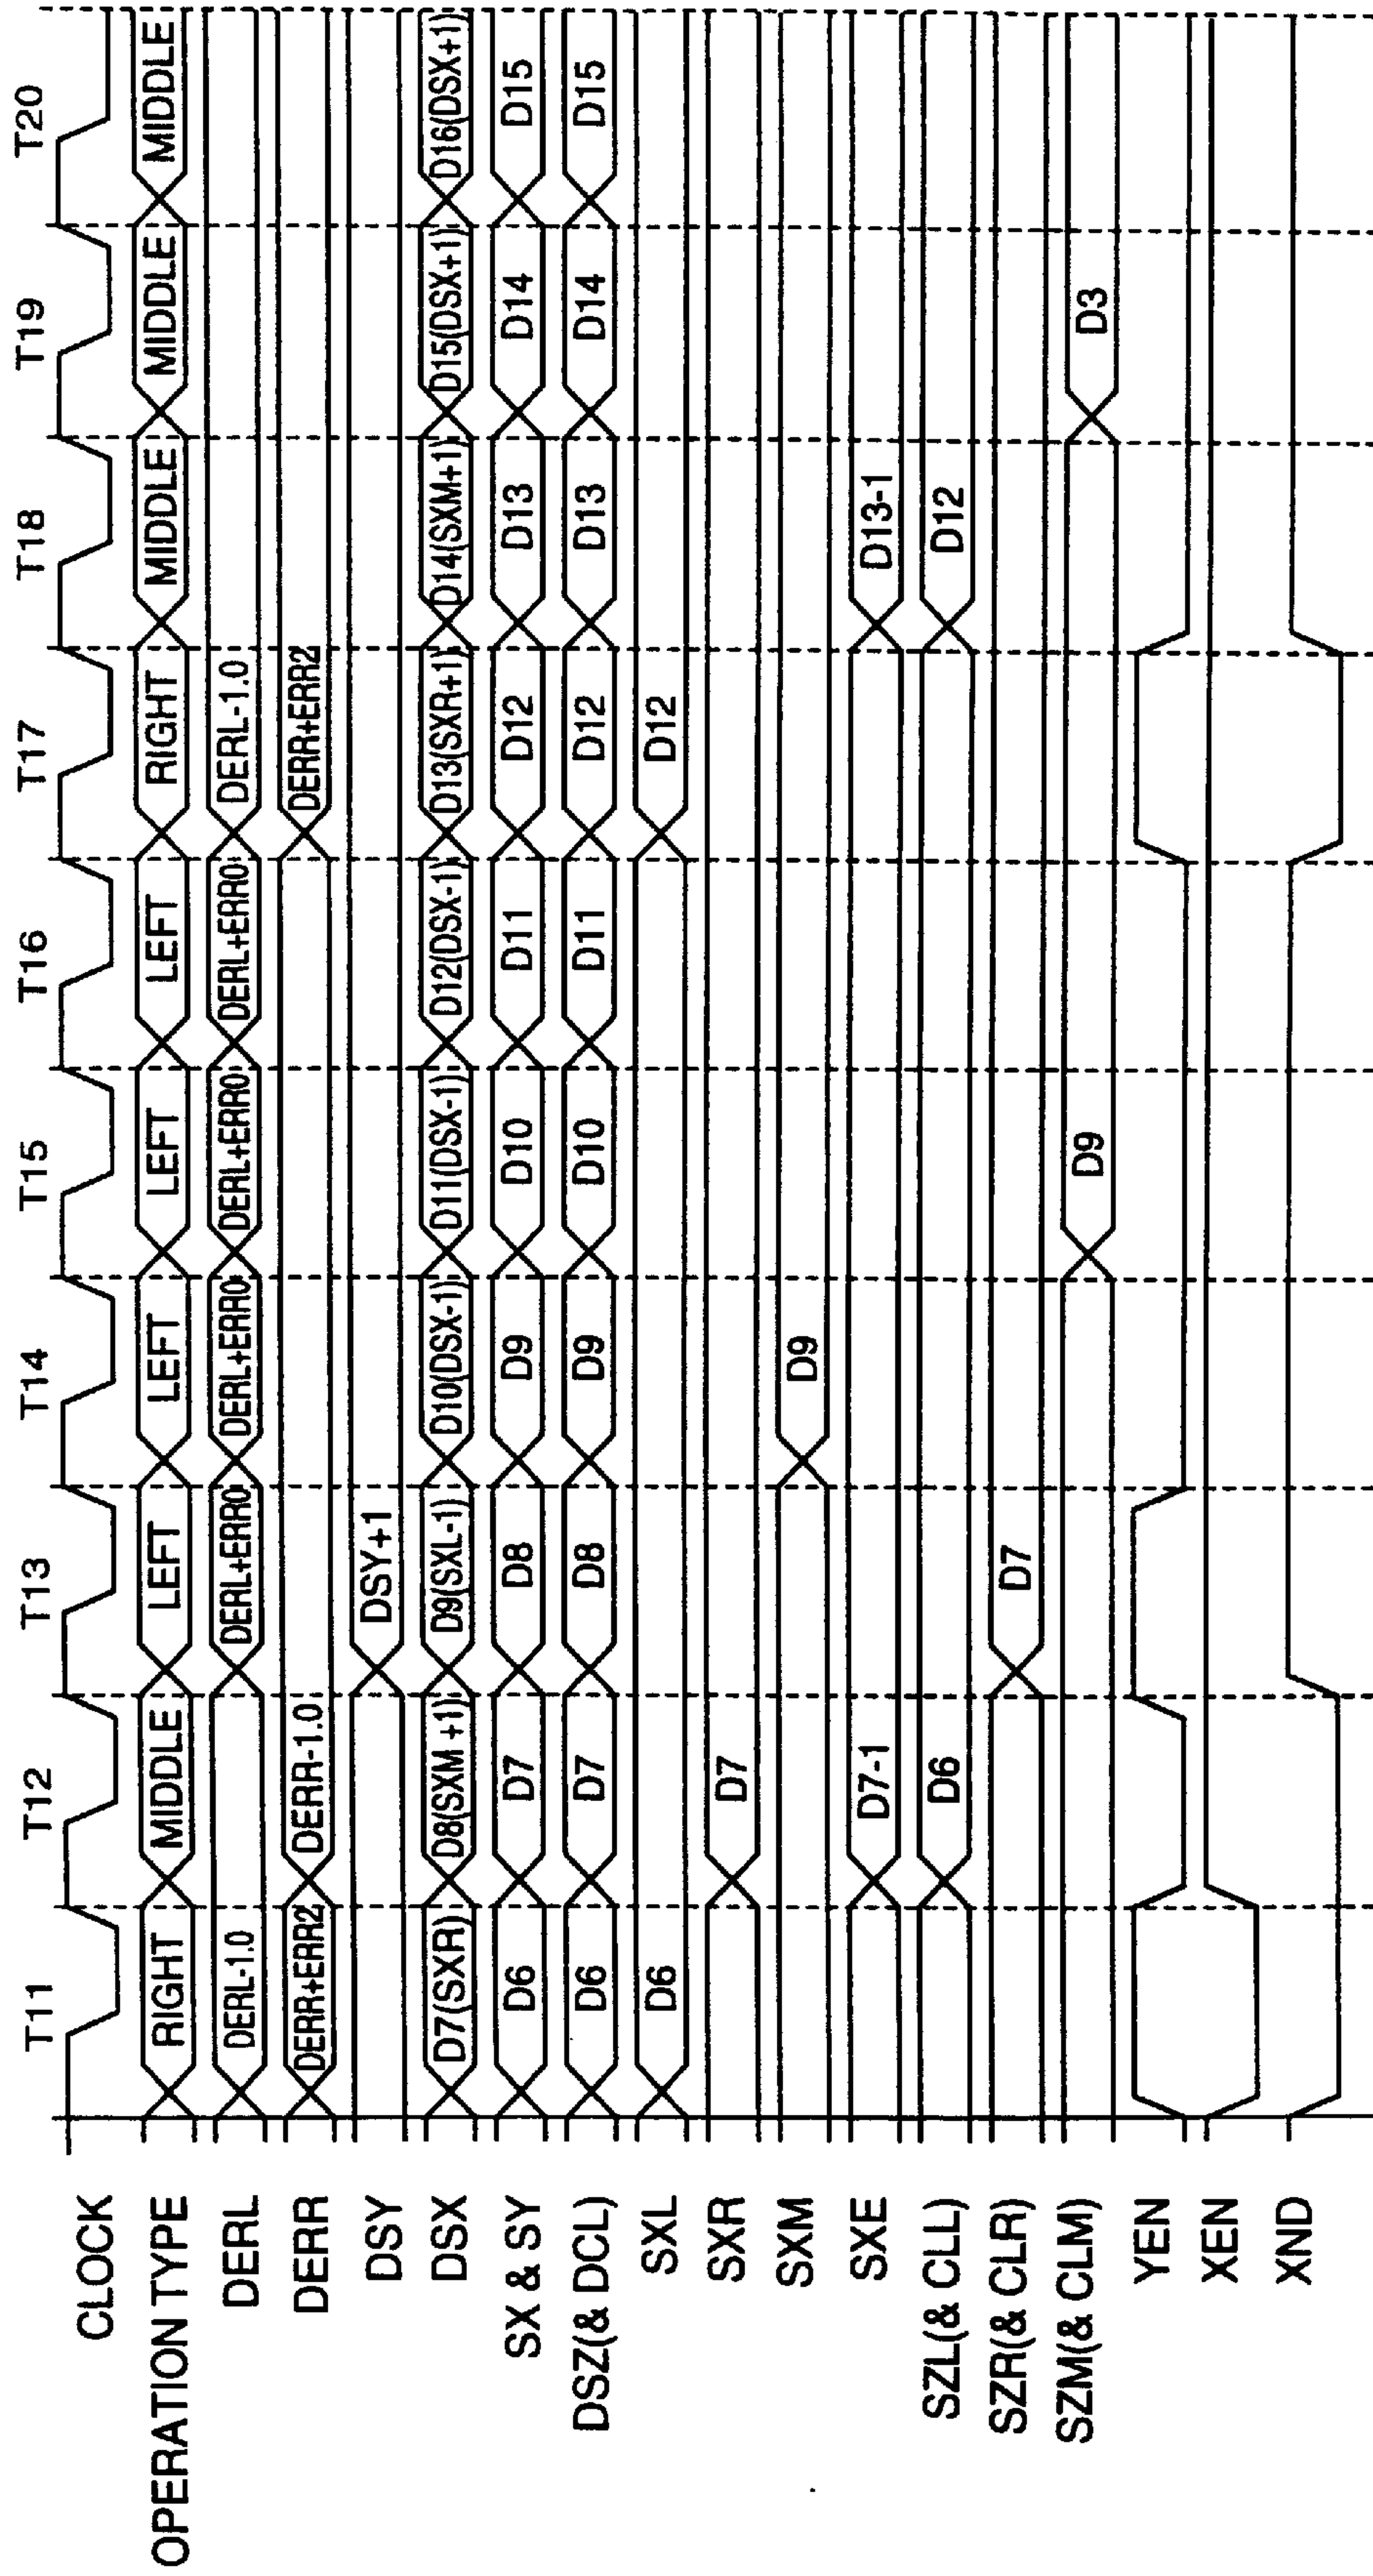 T11 T12 T13 T14 T15 T16 T17 T18 T19 T20
CLOCK
OPERATION TYPE RIGHT MIDDLE LEFT LEFT LEFT LEFT RIGHT MIDDLE MIDDLE MIDDLE
DERL DERL-1.0 DERL+ERR0 DERL+ERR0 DERL+ERR0 DERL+ERR0 DERL-1.0
DERR DERR+ERR2 DERR-1.0 DERR+ERR2
DSY DSY+1
DSX D7(SXR) D8(SXM +1) D9(SXL-1) D10(DSX-1) D11(DSX-1) D12(DSX-1) D13(SXR+1) D14(SXM+1) D15(DSX+1) D16(DSX+1)
SX & SY D6 D7 D8 D9 D10 D11 D12 D13 D14 D15
DSZ(& DCL) D6 D7 D8 D9 D10 D11 D12 D13 D14 D15
SXL D6 D12
SXR D7
SXM D9
SXE D7-1 D13-1
SZL(& CLL) D6 D12
SZR(& CLR) D7
SZM(& CLM) D9 D3
YEN
XEN
XND